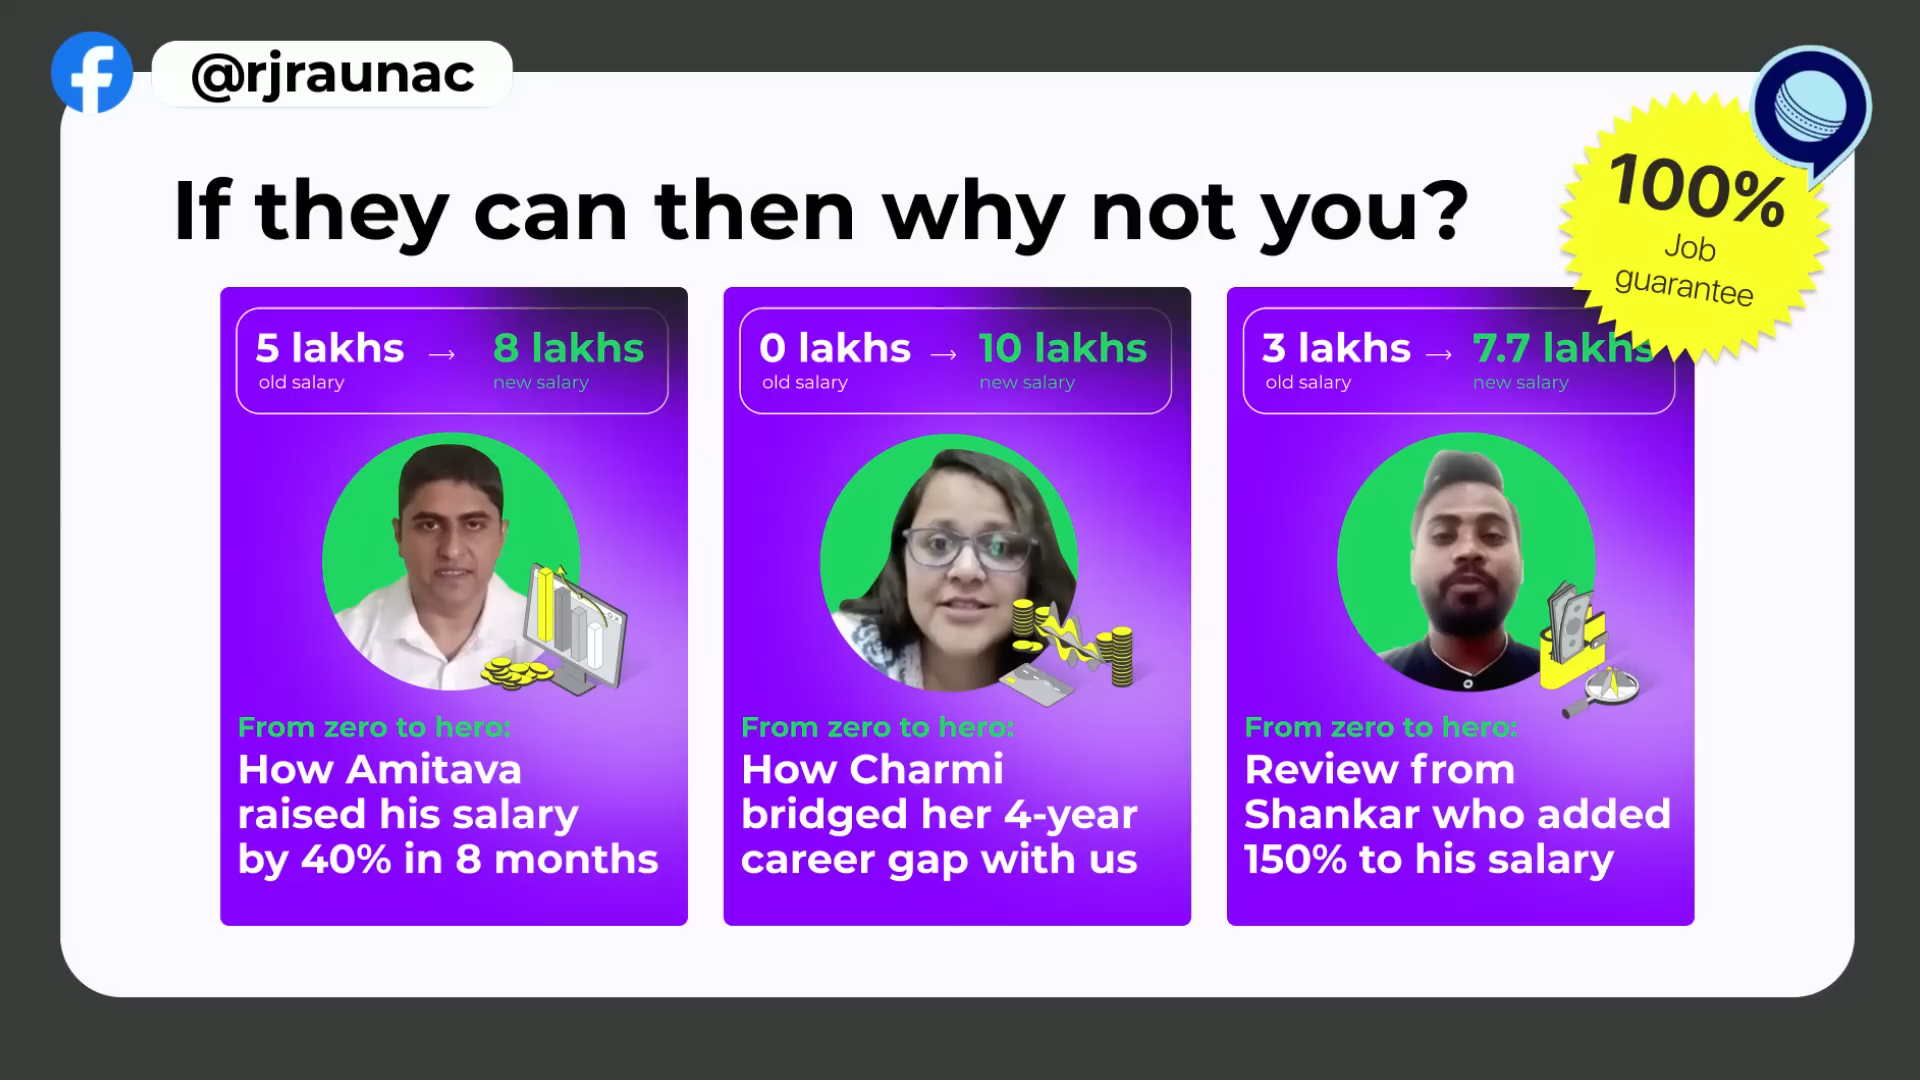 @rjraunac
If they can then why not you?
100%
Job
guarantee
5 lakhs → 8 lakhs
old salary new salary
0 lakhs → 10 lakhs
old salary new salary
3 lakhs → 7.7 lakhs
old salary new salary
From zero to hero:
How Amitava
raised his salary
by 40% in 8 months
From zero to hero:
How Charmi
bridged her 4-year
career gap with us
From zero to hero:
Review from
Shankar who added
150% to his salary